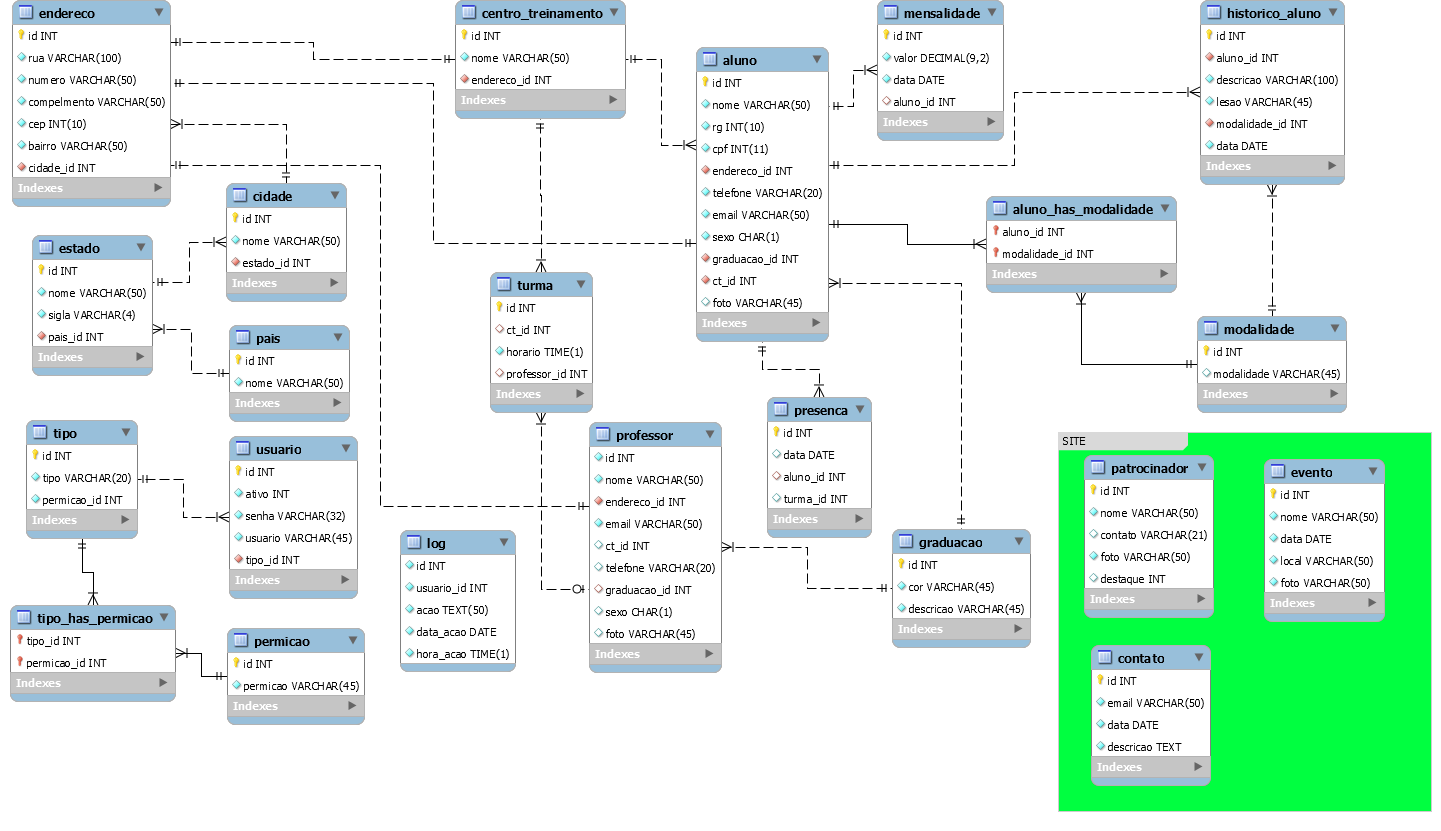 endereco
id INT
rua VARCHAR(100)
numero VARCHAR(50)
compelmento VARCHAR(50)
cep INT(10)
bairro VARCHAR(50)
cidade_id INT
Indexes
centro_treinamento
id INT
nome VARCHAR(50)
endereco_id INT
Indexes
aluno
id INT
nome VARCHAR(50)
rg INT(10)
cpf INT(11)
endereco_id INT
telefone VARCHAR(20)
email VARCHAR(50)
sexo CHAR(1)
graduacao_id INT
ct_id INT
foto VARCHAR(45)
Indexes
mensalidade
id INT
valor DECIMAL(9,2)
data DATE
aluno_id INT
Indexes
historico_aluno
id INT
aluno_id INT
descricao VARCHAR(100)
lesao VARCHAR(45)
modalidade_id INT
data DATE
Indexes
cidade
id INT
nome VARCHAR(50)
estado_id INT
Indexes
estado
id INT
nome VARCHAR(50)
sigla VARCHAR(4)
pais_id INT
Indexes
pais
id INT
nome VARCHAR(50)
Indexes
turma
id INT
ct_id INT
horario TIME(1)
professor_id INT
Indexes
aluno_has_modalidade
aluno_id INT
modalidade_id INT
Indexes
modalidade
id INT
modalidade VARCHAR(45)
Indexes
tipo
id INT
tipo VARCHAR(20)
permicao_id INT
Indexes
usuario
id INT
ativo INT
senha VARCHAR(32)
usuario VARCHAR(45)
tipo_id INT
Indexes
professor
id INT
nome VARCHAR(50)
endereco_id INT
email VARCHAR(50)
ct_id INT
telefone VARCHAR(20)
graduacao_id INT
sexo CHAR(1)
foto VARCHAR(45)
Indexes
presenca
id INT
data DATE
aluno_id INT
turma_id INT
Indexes
log
id INT
usuario_id INT
acao TEXT(50)
data_acao DATE
hora_acao TIME(1)
graduacao
id INT
cor VARCHAR(45)
descricao VARCHAR(45)
Indexes
tipo_has_permicao
tipo_id INT
permicao_id INT
Indexes
permicao
id INT
permicao VARCHAR(45)
Indexes
SITE
patrocinador
id INT
nome VARCHAR(50)
contato VARCHAR(21)
foto VARCHAR(50)
destaque INT
Indexes
evento
id INT
nome VARCHAR(50)
data DATE
local VARCHAR(50)
foto VARCHAR(50)
Indexes
contato
id INT
email VARCHAR(50)
data DATE
descricao TEXT
Indexes